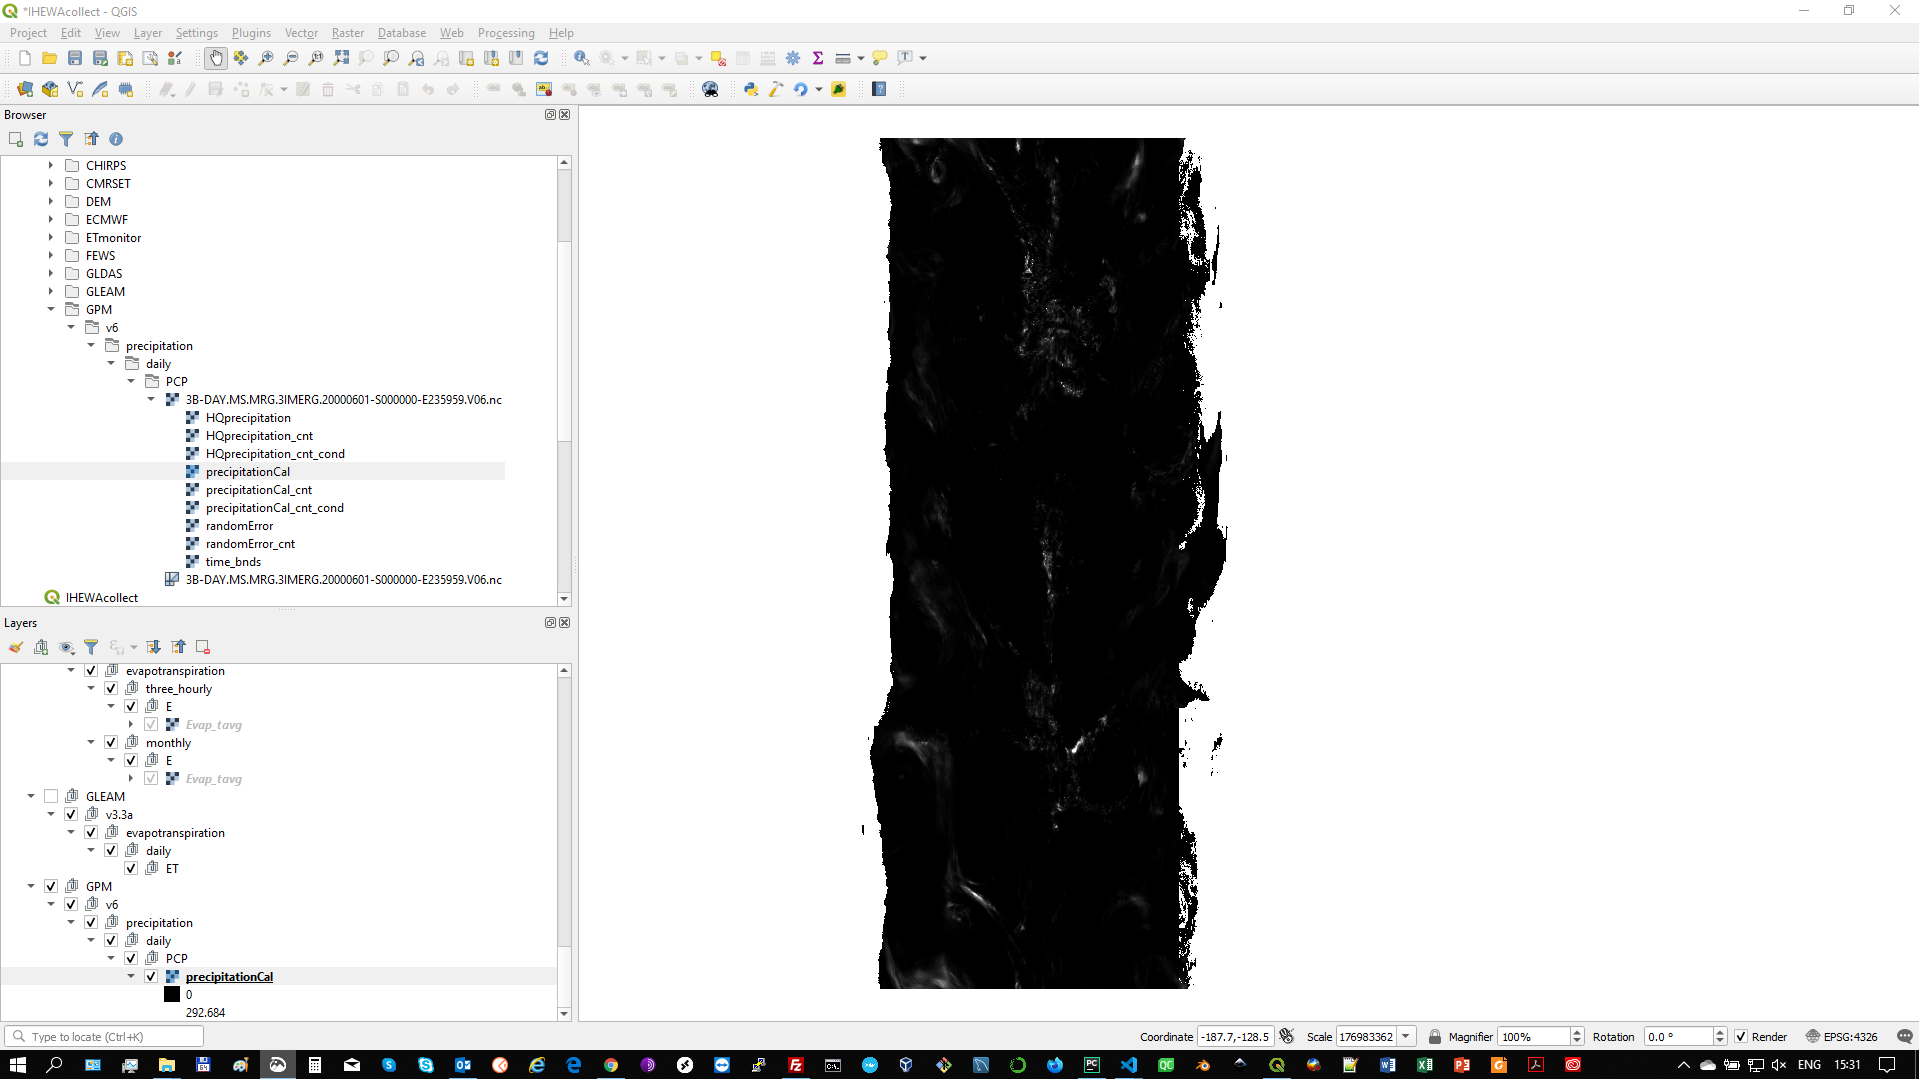 *IHEWAcollect - QGIS
Project Edit View Layer Settings Plugins Vector Raster Database Web Processing Help
Browser
CHIRPS
CMRSET
DEM
ECMWF
ETmonitor
FEWS
GLDAS
GLEAM
GPM
v6
precipitation
daily
PCP
3B-DAY.MS.MRG.3IMERG.20000601-S000000-E235959.V06.nc
HQprecipitation
HQprecipitation_cnt
HQprecipitation_cnt_cond
precipitationCal
precipitationCal_cnt
precipitationCal_cnt_cond
randomError
randomError_cnt
time_bnds
3B-DAY.MS.MRG.3IMERG.20000601-S000000-E235959.V06.nc
IHEWAcollect
Layers
evapotranspiration
three_hourly
E
Evap_tavg
monthly
E
Evap_tavg
GLEAM
v3.3a
evapotranspiration
daily
ET
GPM
v6
precipitation
daily
PCP
precipitationCal
0
292.684
Type to locate (Ctrl+K) Coordinate -187.7,-128.5 Scale 176983362 Magnifier 100% Rotation 0.0 ° Render EPSG:4326
ENG 15:31